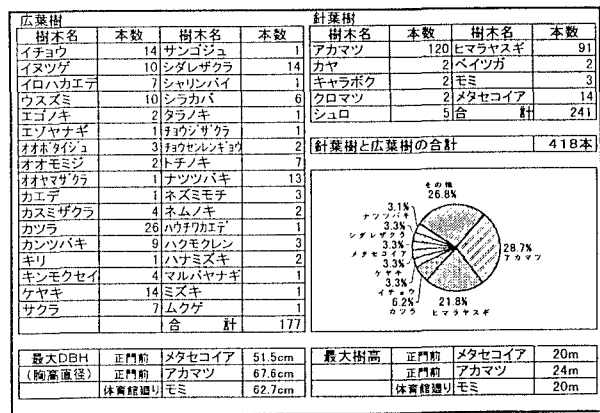 広葉樹
樹木名 本数 樹木名 本数
イチョウ 14 サンゴジュ 1
イヌツゲ 10 シダレザクラ 14
イロハカエデ 7 シャリンバイ 1
ウスズミ 10 シラカバ 6
エゴノキ 2 タラノキ 1
エゾヤナギ 1 チョウジザクラ 1
オオボダイジュ 3 チョウセンレンギョウ 2
オオモミジ 2 トチノキ 7
オオヤマザクラ 1 ナツツバキ 13
カエデ 1 ネズミモチ 3
カスミザクラ 4 ネムノキ 2
カツラ 26 ハウチワカエデ 1
カンツバキ 9 ハクモクレン 3
キリ 1 ハナミズキ 2
キンモクセイ 4 マルバヤナギ 1
ケヤキ 14 ミズキ 1
サクラ 7 ムクゲ 1
合 計 177
針葉樹
樹木名 本数 樹木名 本数
アカマツ 120 ヒマラヤスギ 91
カヤ 2 ベイツガ 2
キャラボク 2 モミ 3
クロマツ 2 メタセコイア 14
シュロ 5 合 計 241
針葉樹と広葉樹の合計 418本
その他
26.8%
3.1%
ナツツバキ
3.3%
シダレザクラ
3.3%
メタセコイア
3.3%
ケヤキ
3.3%
イチョウ
6.2%
カツラ
21.8%
ヒマラヤスギ
28.7%
アカマツ
最大DBH 正門前 メタセコイア 51.5cm
(胸高直径) 正門前 アカマツ 67.6cm
体育館廻り モミ 62.7cm
最大樹高 正門前 メタセコイア 20m
正門前 アカマツ 24m
体育館廻り モミ 20m